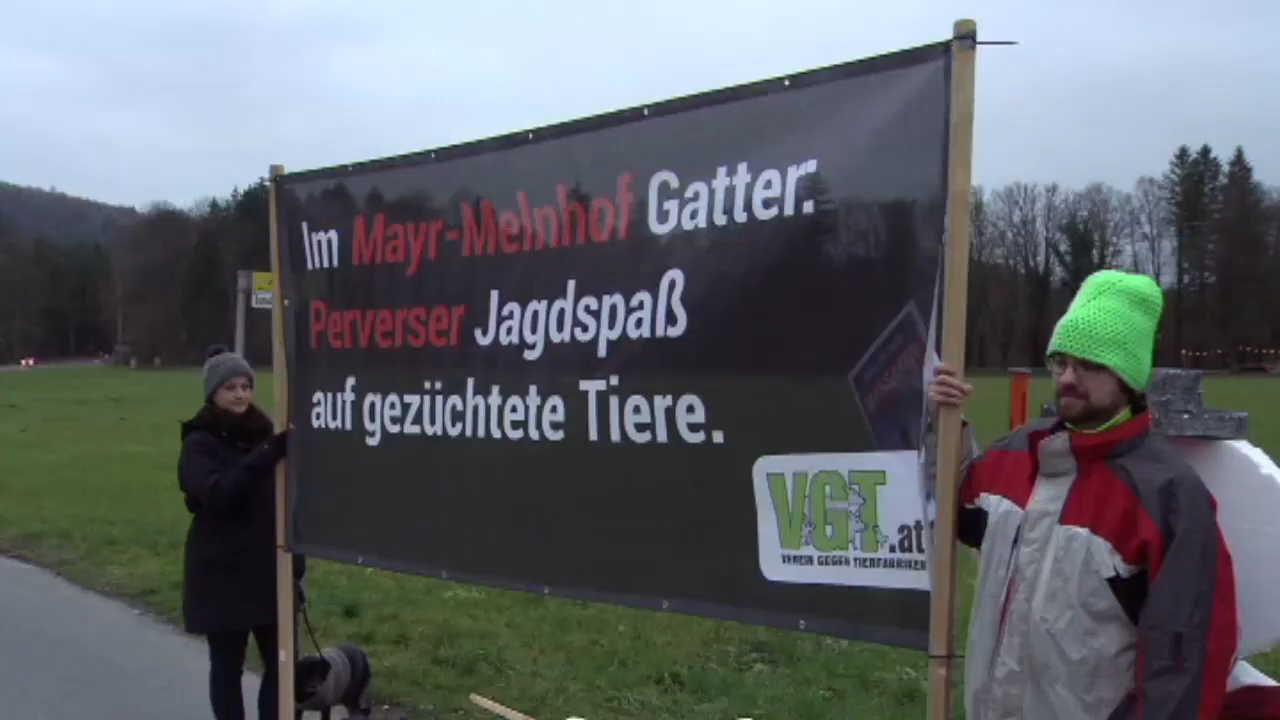 Im Mayr-Melnhof Gatter:
Perverser Jagdspaß
auf gezüchtete Tiere.
VGT.at
VEREIN GEGEN TIERFABRIKEN